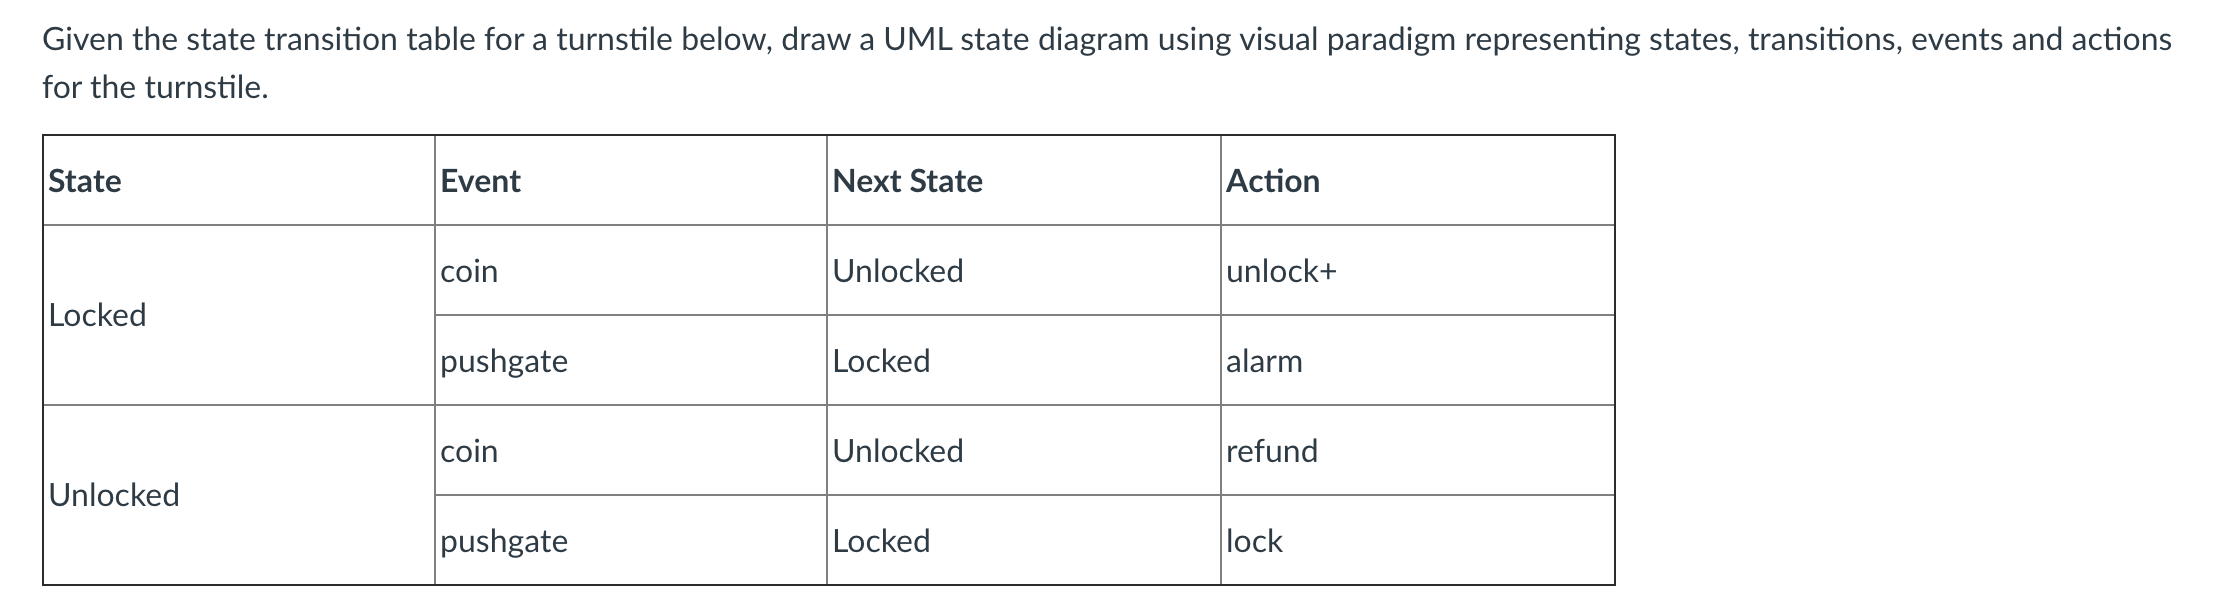 Given the state transition table for a turnstile below, draw a UML state diagram using visual paradigm representing states, transitions, events and actions
for the turnstile.
State Event Next State Action
Locked
coin Unlocked unlock+
pushgate Locked alarm
Unlocked
coin Unlocked refund
pushgate Locked lock